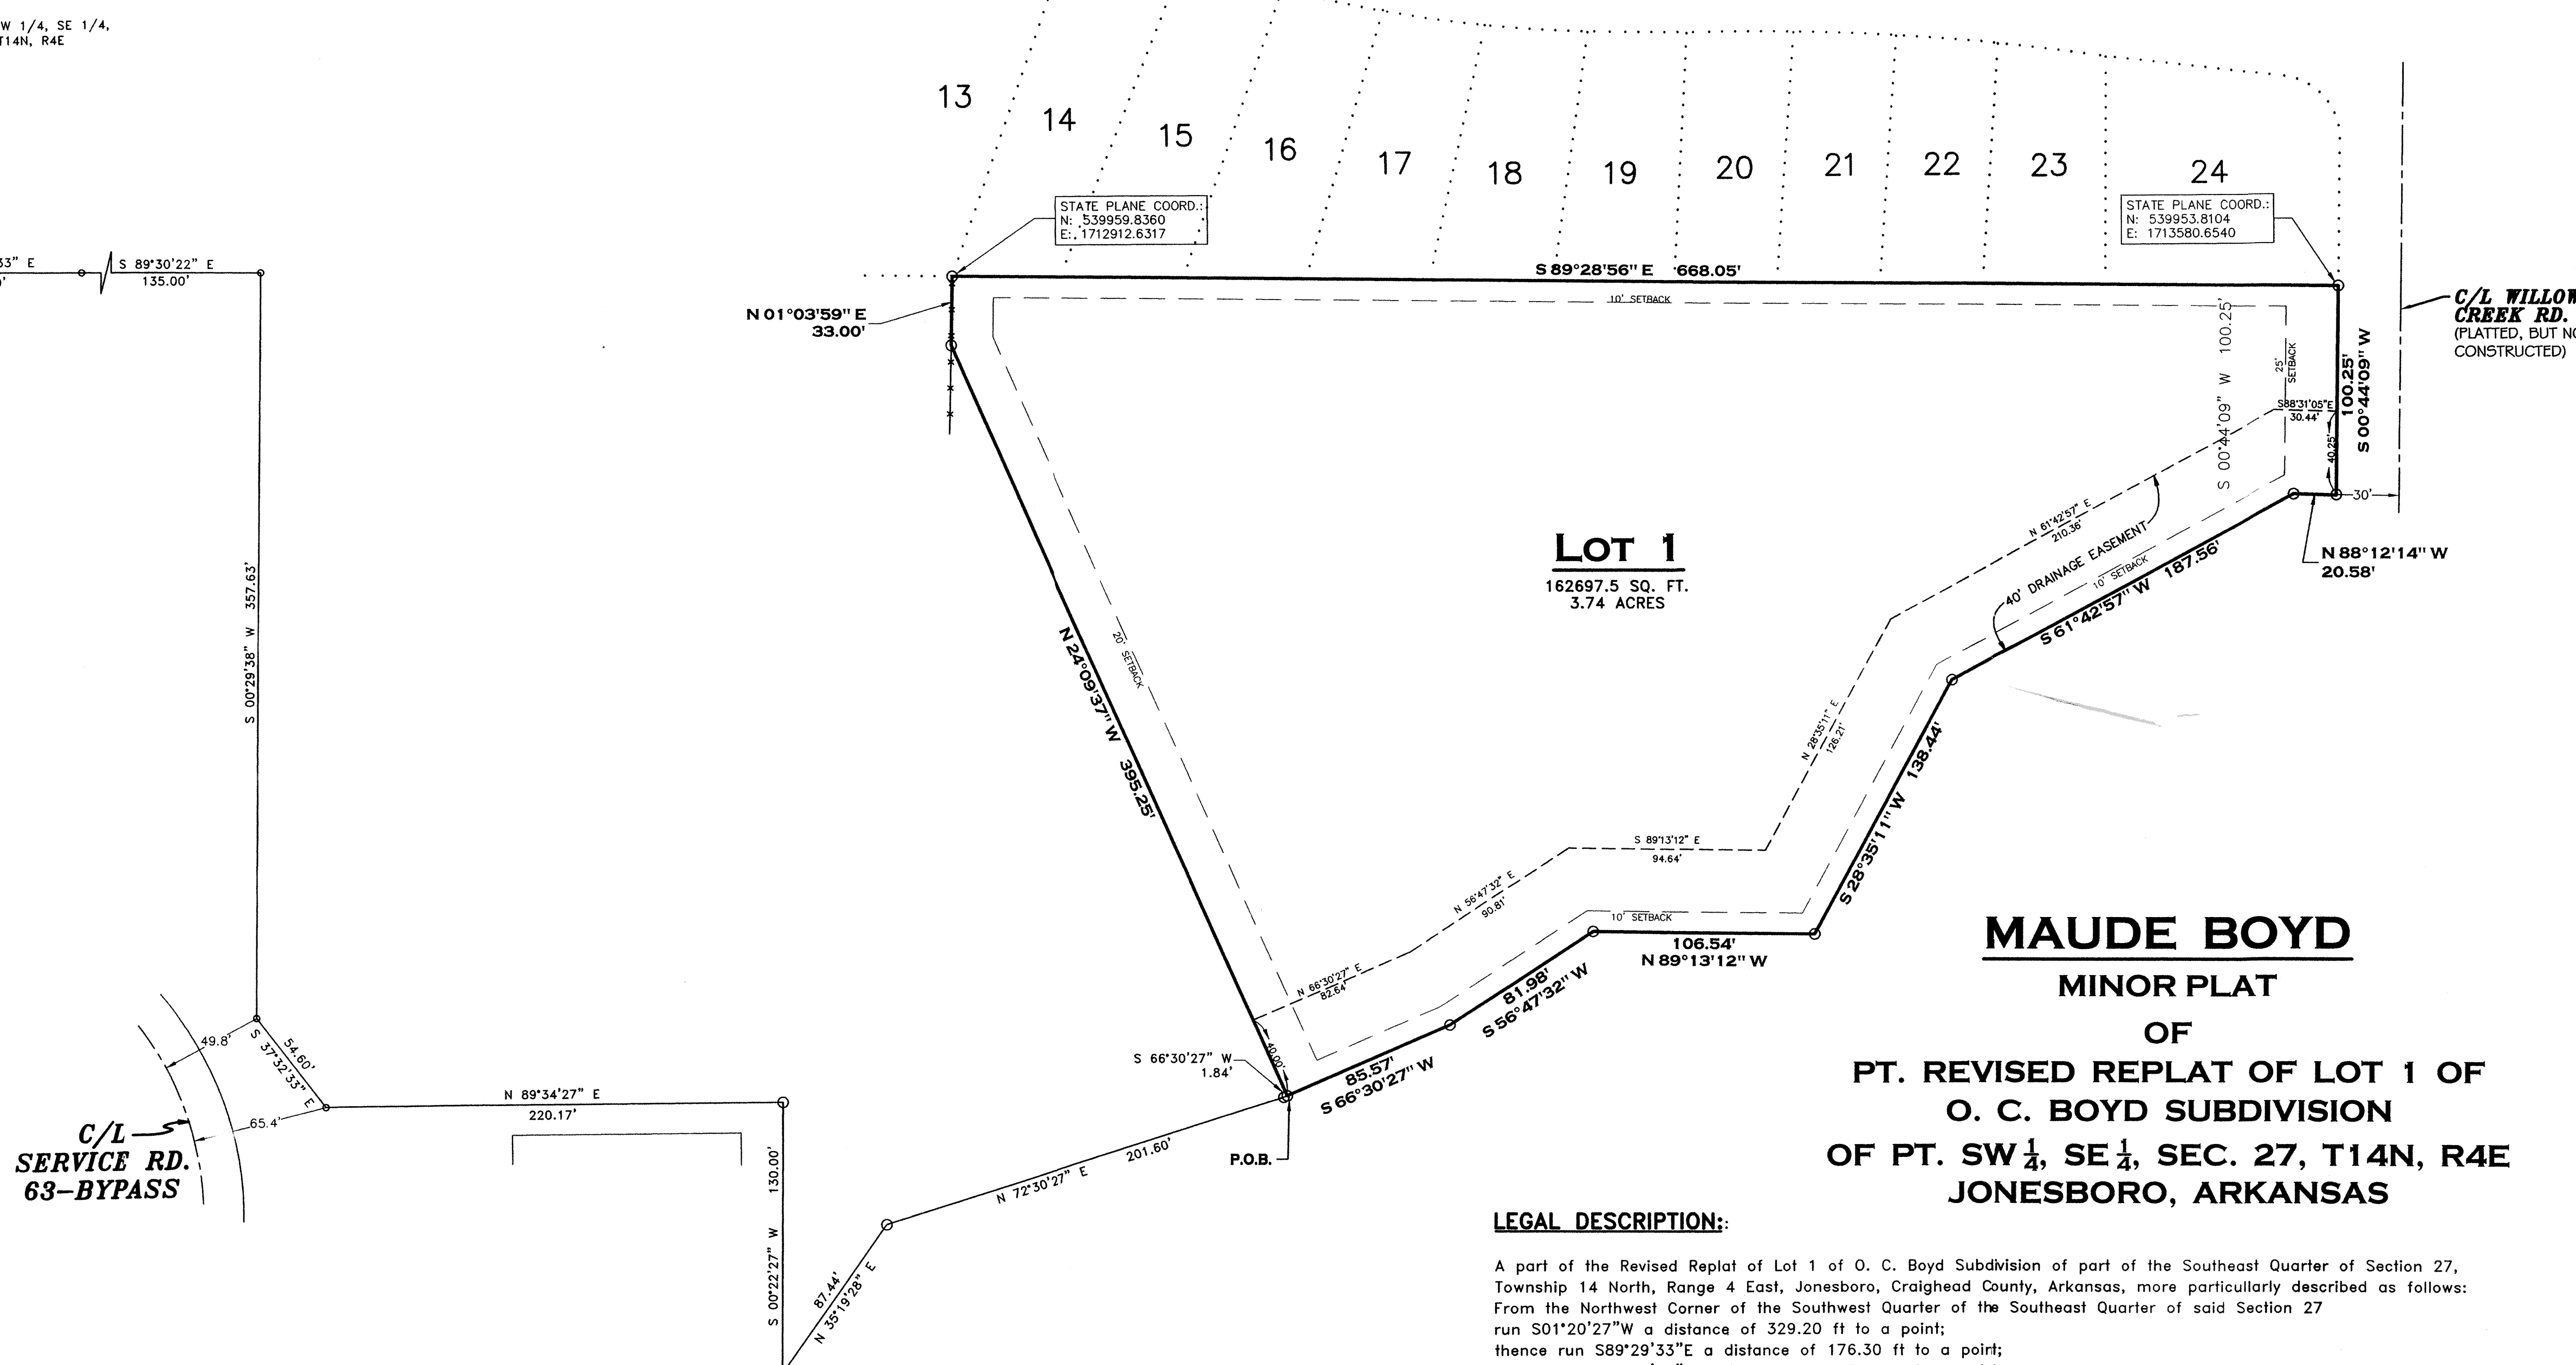 W 1/4, SE 1/4,
T14N, R4E
13
14
15
16
17
18
19
20
21
22
23
24
STATE PLANE COORD.:
N: 539959.8360
E: 1712912.6317
STATE PLANE COORD.:
N: 539953.8104
E: 1713580.6540
33" E
S 89°30'22" E
135.00'
S 89°28'56" E 668.05'
10' SETBACK
N 01°03'59" E
33.00'
C/L WILLOW
CREEK RD.
(PLATTED, BUT NO
CONSTRUCTED)
S 00°44'09" W 100.25'
25'
SETBACK
100.25'
S 00°44'09" W
S88°31'05"E
30.44'
40.25'
30'
N 88°12'14" W
20.58'
N 61°42'57" E
210.36'
40' DRAINAGE EASEMENT
10' SETBACK
S 61°42'57" W 187.56'
LOT 1
162697.5 SQ. FT.
3.74 ACRES
S 00°29'38" W 357.63'
20' SETBACK
N 24°09'37" W 395.25'
N 28°35'11" E
126.21'
S 28°35'11" W 138.44'
S 89°13'12" E
94.64'
N 56°47'32" E
90.81'
10' SETBACK
106.54'
N 89°13'12" W
N 66°30'27" E
82.64'
81.98'
S 56°47'32" W
40.00'
S 66°30'27" W
1.84'
85.57'
S 66°30'27" W
P.O.B.
49.8'
54.60'
S 37°32'33" E
65.4'
C/L
SERVICE RD.
63-BYPASS
N 89°34'27" E
220.17'
S 00°22'27" W 130.00'
201.60'
N 72°30'27" E
87.44'
N 35°19'28" E
MAUDE BOYD
MINOR PLAT
OF
PT. REVISED REPLAT OF LOT 1 OF
O. C. BOYD SUBDIVISION
OF PT. SW 1/4, SE 1/4, SEC. 27, T14N, R4E
JONESBORO, ARKANSAS
LEGAL DESCRIPTION::
A part of the Revised Replat of Lot 1 of O. C. Boyd Subdivision of part of the Southeast Quarter of Section 27,
Township 14 North, Range 4 East, Jonesboro, Craighead County, Arkansas, more particullarly described as follows:
From the Northwest Corner of the Southwest Quarter of the Southeast Quarter of said Section 27
run S01°20'27"W a distance of 329.20 ft to a point;
thence run S89°29'33"E a distance of 176.30 ft to a point;